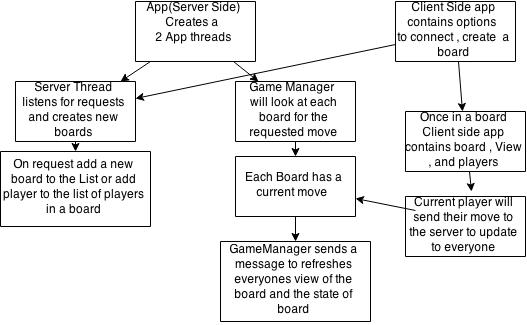 App(Server Side)
Creates a
2 App threads
Client Side app
contains options
to connect , create a
board
Server Thread
listens for requests
and creates new
boards
Game Manager
will look at each
board for the
requested move
Once in a board
Client side app
contains board , View
, and players
On request add a new
board to the List or add
player to the list of players
in a board
Each Board has a
current move
Current player will
send their move to
the server to update
to everyone
GameManager sends a
message to refreshes
everyones view of the
board and the state of
board